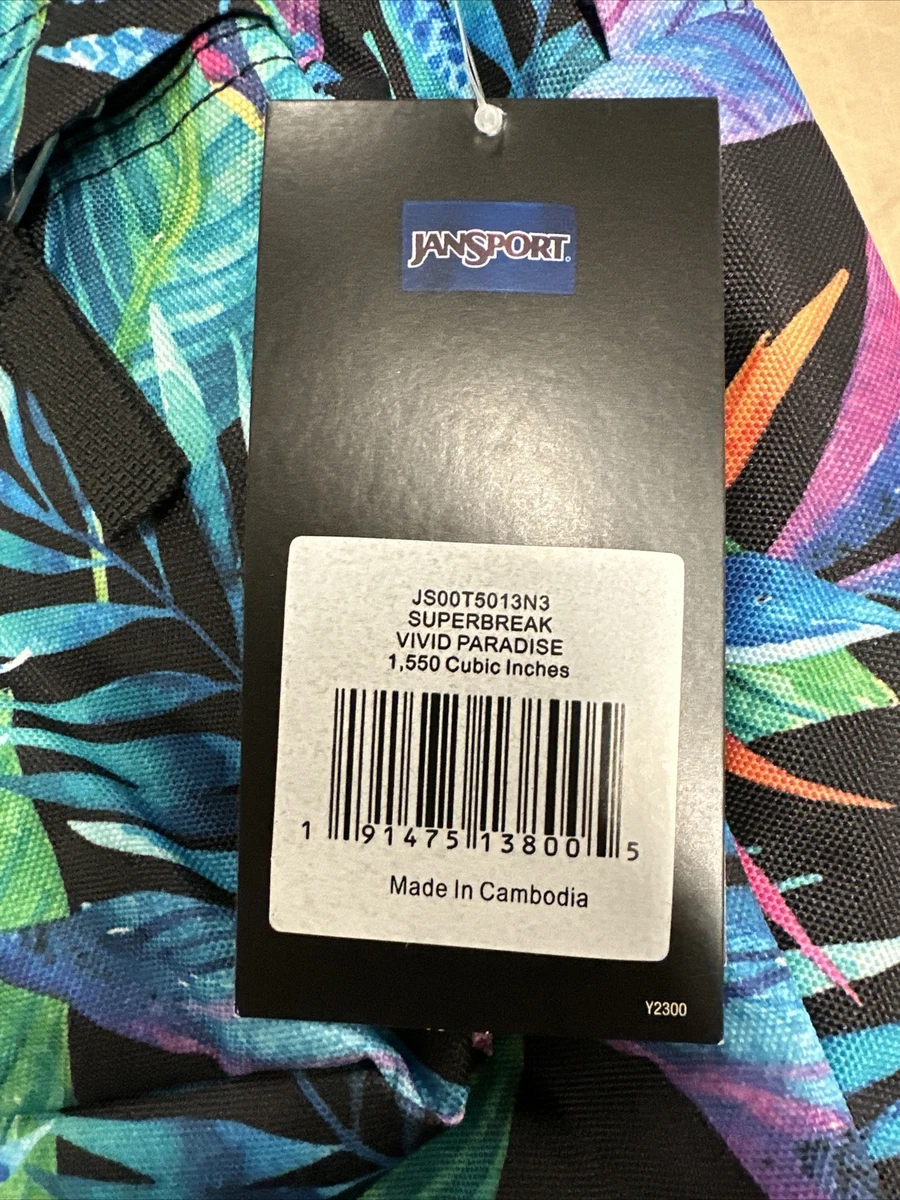 JANSPORT.
JS00T5013N3
SUPERBREAK
VIVID PARADISE
1,550 Cubic Inches
1 91475 13800 5
Made In Cambodia
Y2300